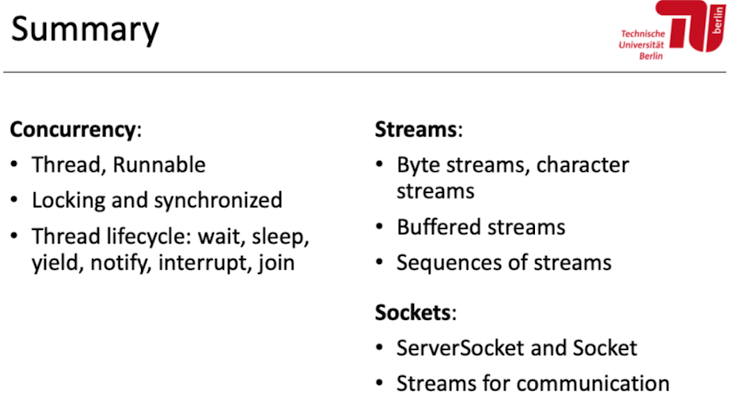 Summary
Technische
Universität
Berlin
berlin
Concurrency:
• Thread, Runnable
• Locking and synchronized
• Thread lifecycle: wait, sleep,
yield, notify, interrupt, join
Streams:
• Byte streams, character
streams
• Buffered streams
• Sequences of streams
Sockets:
• ServerSocket and Socket
• Streams for communication